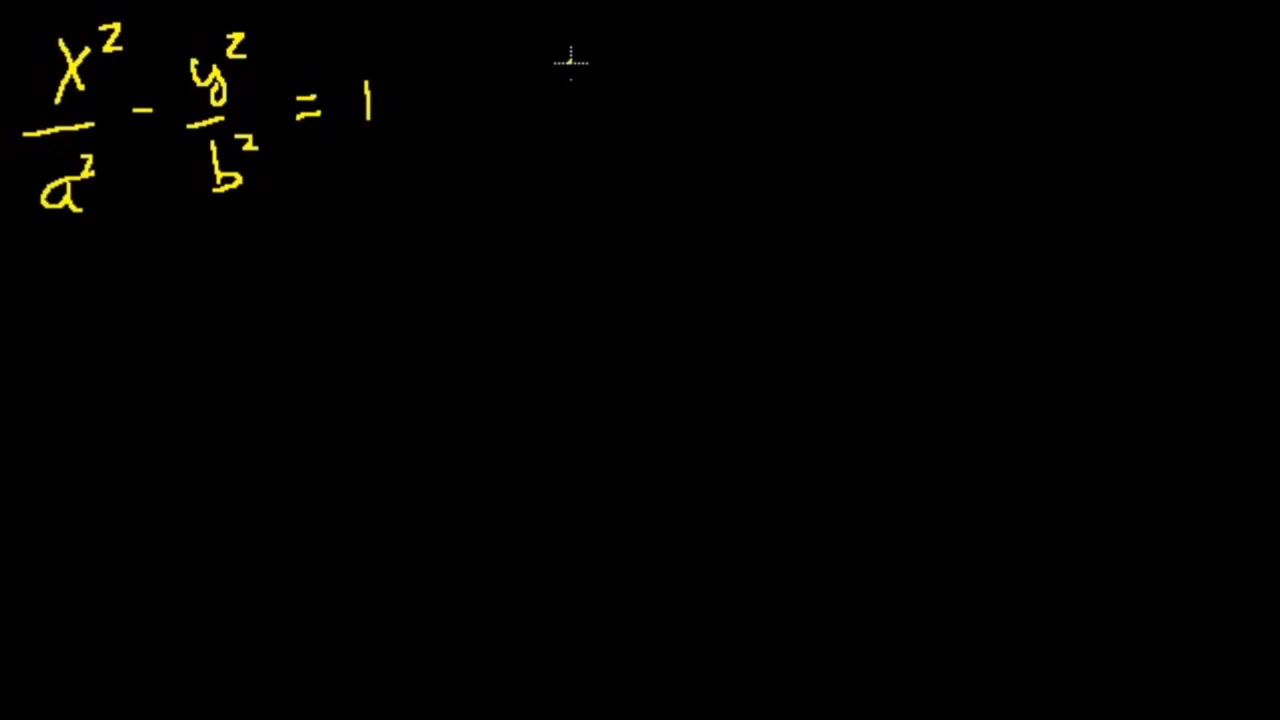 x²/a² - y²/b² = 1